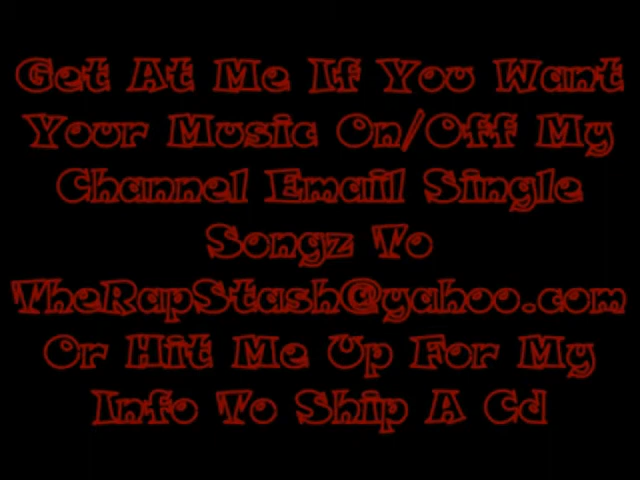 Get At Me If You Want
Your Music On/Off My
Channel Email Single
Songz To
TheRapStash@yahoo.com
Or Hit Me Up For My
Info To Ship A Cd